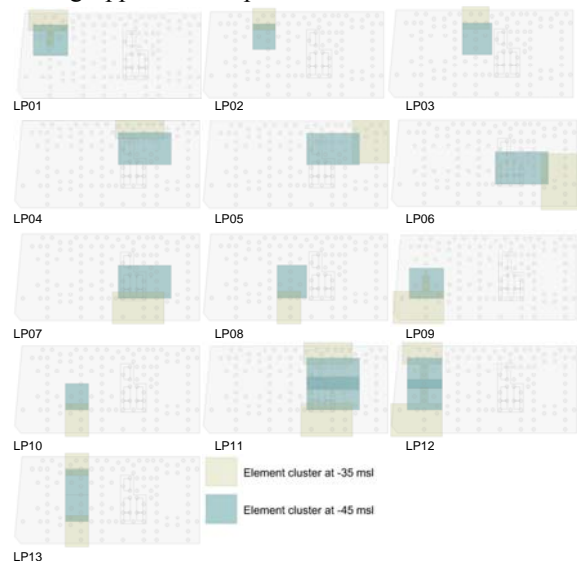 LP01 LP02 LP03
LP04 LP05 LP06
LP07 LP08 LP09
LP10 LP11 LP12
Element cluster at -35 msl
Element cluster at -45 msl
LP13